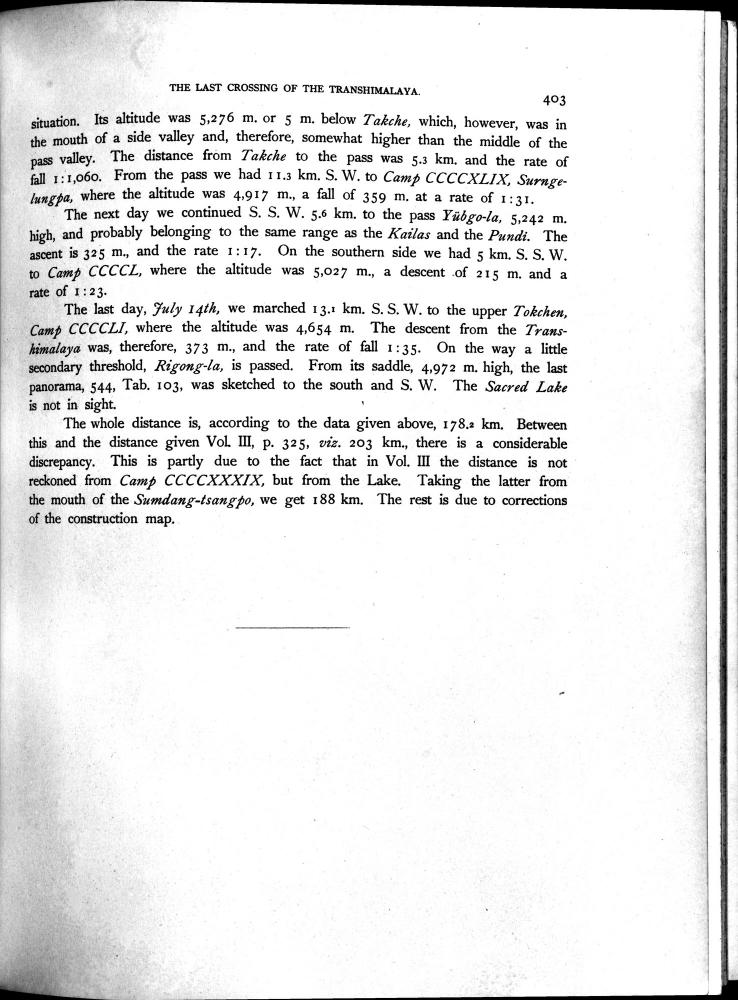 THE LAST CROSSING OF THE TRANSHIMALAYA.
403
situation. Its altitude was 5,276 m. or 5 m. below Takche, which, however, was in
the mouth of a side valley and, therefore, somewhat higher than the middle of the
pass valley. The distance from Takche to the pass was 5.3 km. and the rate of
fall 1:1,060. From the pass we had 11.3 km. S. W. to Camp CCCCXLIX, Surnge-
lungpa, where the altitude was 4,917 m., a fall of 359 m. at a rate of 1:31.
The next day we continued S. S. W. 5.6 km. to the pass Yübgo-la, 5,242 m.
high, and probably belonging to the same range as the Kailas and the Pundi. The
ascent is 325 m., and the rate 1:17. On the southern side we had 5 km. S. S. W.
to Camp CCCCL, where the altitude was 5,027 m., a descent of 215 m. and a
rate of 1:23.
The last day, July 14th, we marched 13.1 km. S. S. W. to the upper Tokchen,
Camp CCCCLI, where the altitude was 4,654 m. The descent from the Trans-
himalaya was, therefore, 373 m., and the rate of fall 1:35. On the way a little
secondary threshold, Rigong-la, is passed. From its saddle, 4,972 m. high, the last
panorama, 544, Tab. 103, was sketched to the south and S. W. The Sacred Lake
is not in sight.
The whole distance is, according to the data given above, 178.2 km. Between
this and the distance given Vol. III, p. 325, viz. 203 km., there is a considerable
discrepancy. This is partly due to the fact that in Vol. III the distance is not
reckoned from Camp CCCCXXXIX, but from the Lake. Taking the latter from
the mouth of the Sumdang-tsangpo, we get 188 km. The rest is due to corrections
of the construction map.